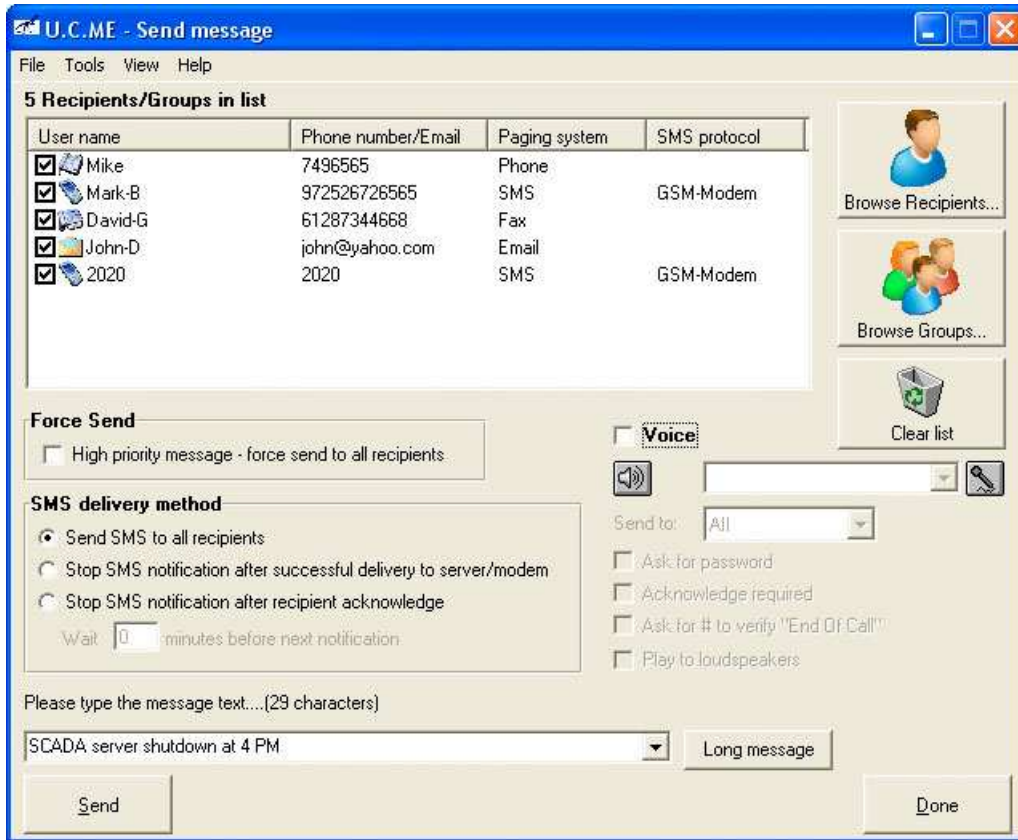 U.C.ME - Send message
File Tools View Help
5 Recipients/Groups in list
User name Phone number/Email Paging system SMS protocol
Mike 7496565 Phone
Mark-B 972526726565 SMS GSM-Modem
David-G 61287344668 Fax
John-D john@yahoo.com Email
2020 2020 SMS GSM-Modem
Browse Recipients...
Browse Groups...
Clear list
Force Send
High priority message - force send to all recipients
SMS delivery method
Send SMS to all recipients
Stop SMS notification after successful delivery to server/modem
Stop SMS notification after recipient acknowledge
Wait 0 minutes before next notification
Voice
Send to: All
Ask for password
Acknowledge required
Ask for # to verify "End Of Call"
Play to loudspeakers
Please type the message text....(29 characters)
SCADA server shutdown at 4 PM
Long message
Send
Done